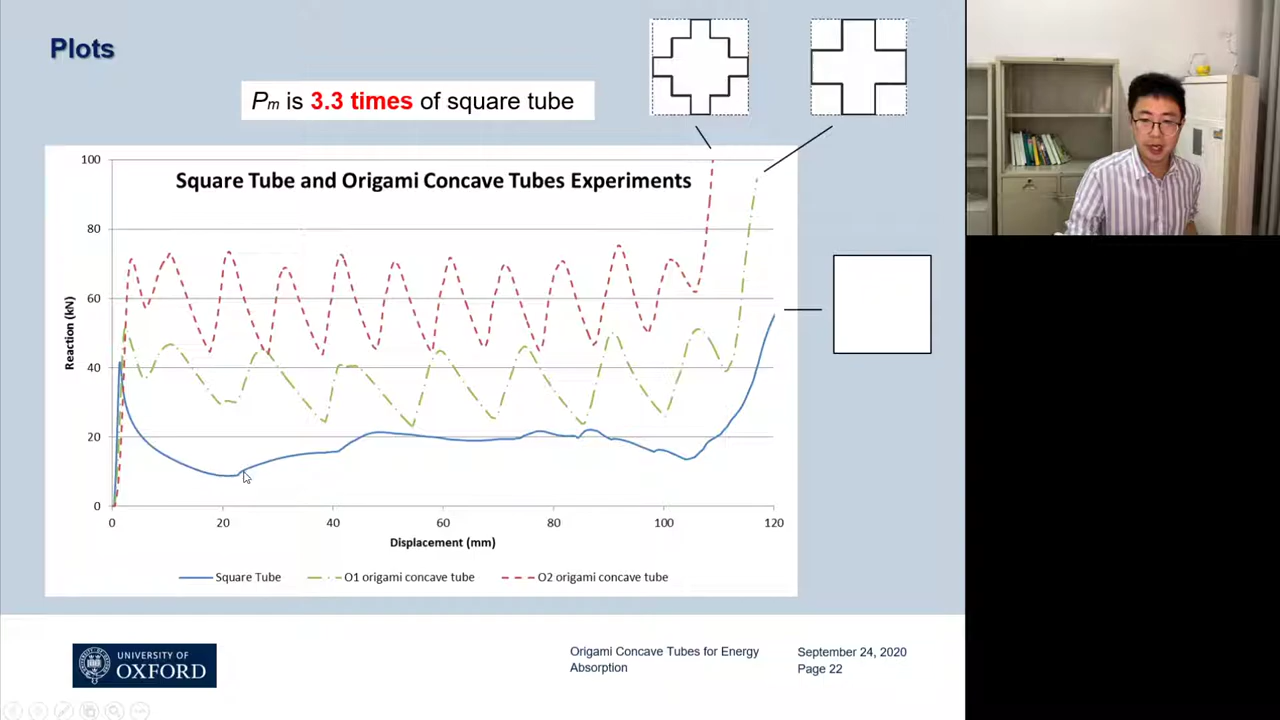 Plots
Pm is 3.3 times of square tube
Square Tube and Origami Concave Tubes Experiments
100
80
60
40
20
0
Reaction (kN)
0 20 40 60 80 100 120
Displacement (mm)
Square Tube O1 origami concave tube O2 origami concave tube
UNIVERSITY OF
OXFORD
Origami Concave Tubes for Energy
Absorption
September 24, 2020
Page 22